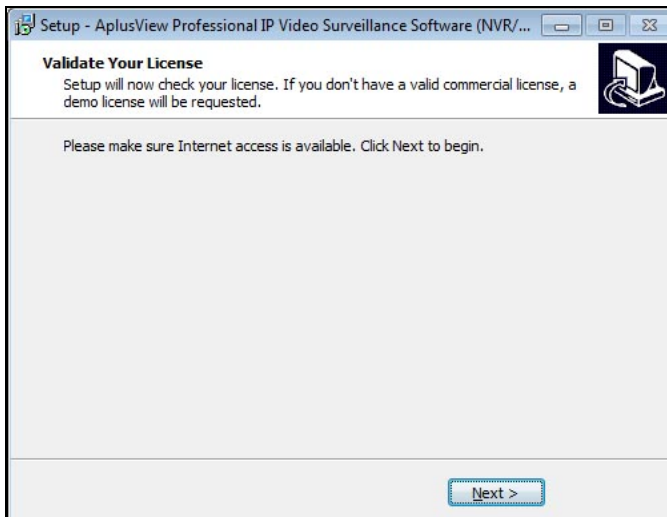 Setup - AplusView Professional IP Video Surveillance Software (NVR/...
Validate Your License
Setup will now check your license. If you don't have a valid commercial license, a
demo license will be requested.
Please make sure Internet access is available. Click Next to begin.
Next >